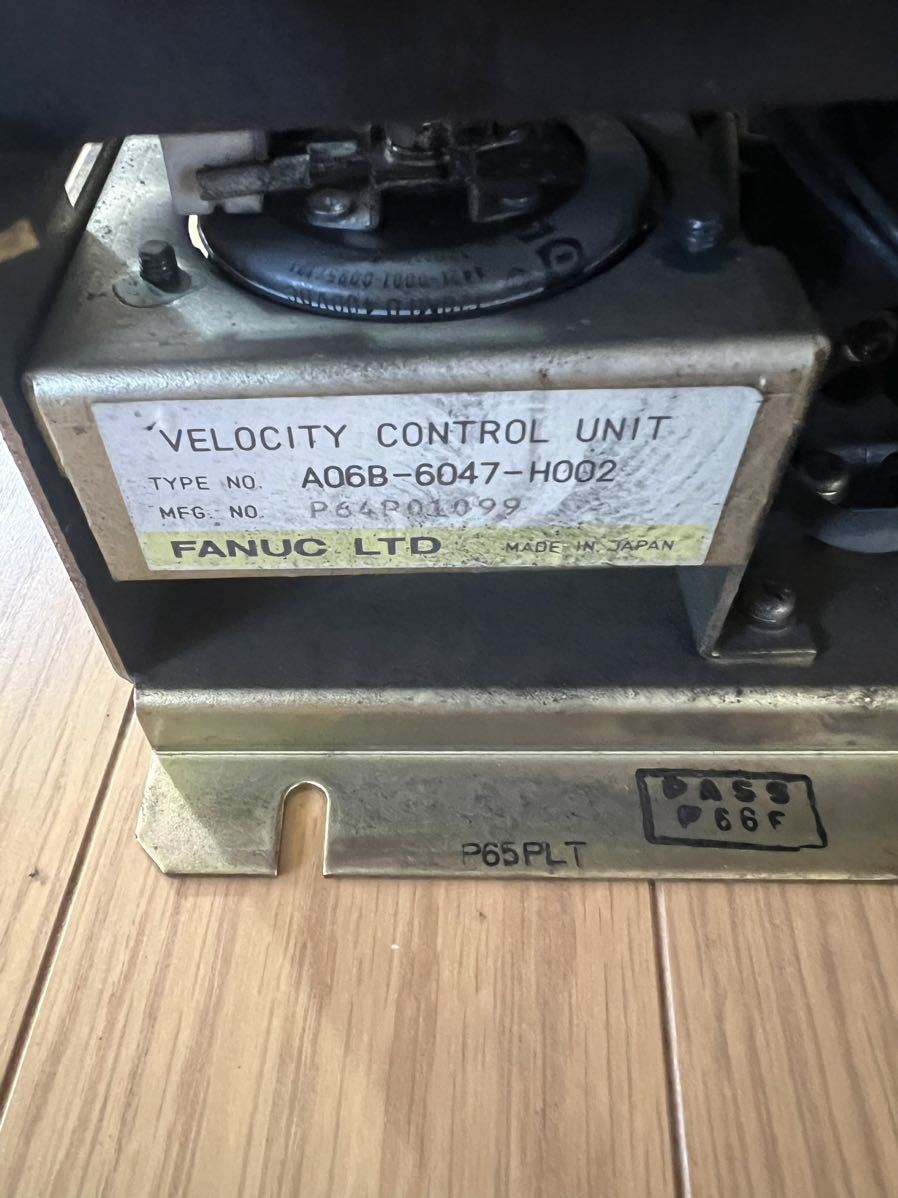 VELOCITY CONTROL UNIT
TYPE NO. A06B-6047-H002
MFG. NO. P64P01099
FANUC LTD MADE IN JAPAN
PASS
P66F
P65PLT